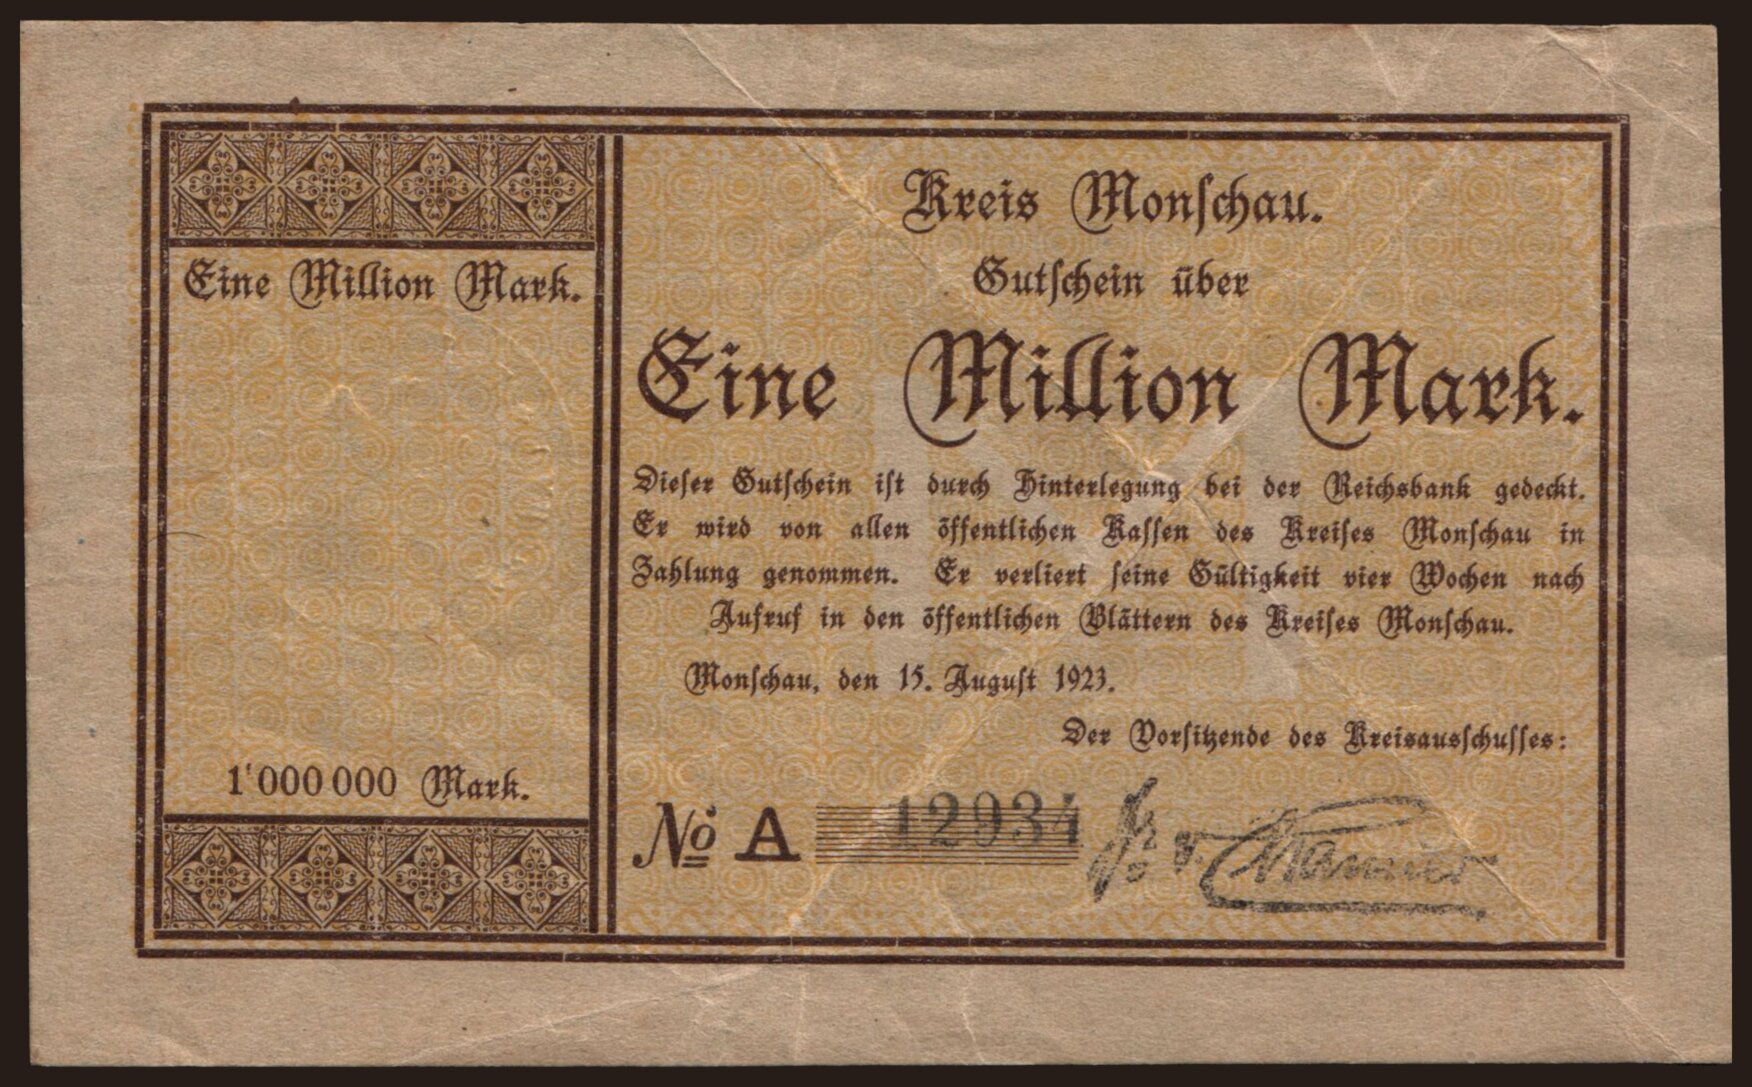 Eine Million Mark.
1'000 000 Mark.
Kreis Monschau.
Gutschein über
Eine Million Mark.
Dieser Gutschein ist durch Hinterlegung bei der Reichsbank gedeckt.
Er wird von allen öffentlichen Kassen des Kreises Monschau in
Zahlung genommen. Er verliert seine Gültigkeit vier Wochen nach
Aufruf in den öffentlichen Blättern des Kreises Monschau.
Monschau, den 15. August 1923.
Der Vorsitzende des Kreisausschusses:
No A 12934